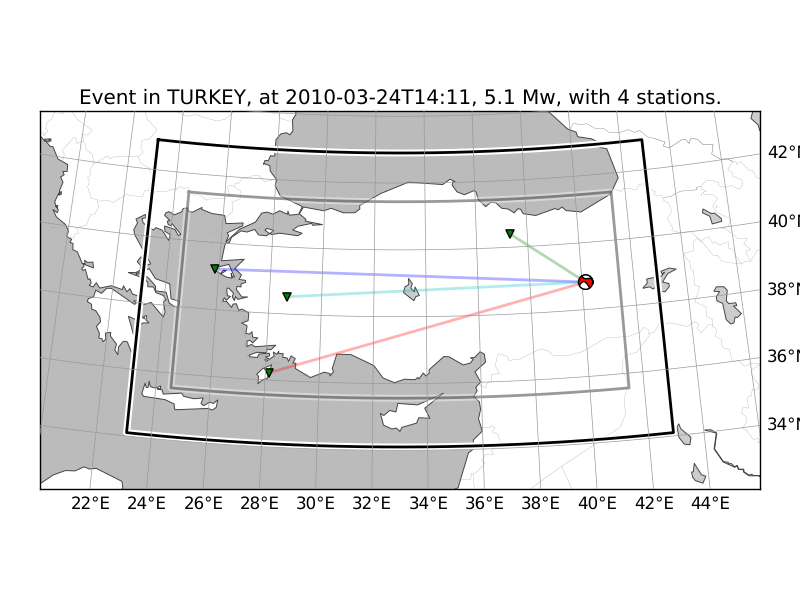 Event in TURKEY, at 2010-03-24T14:11, 5.1 Mw, with 4 stations.
42°N
40°N
38°N
36°N
34°N
22°E 24°E 26°E 28°E 30°E 32°E 34°E 36°E 38°E 40°E 42°E 44°E